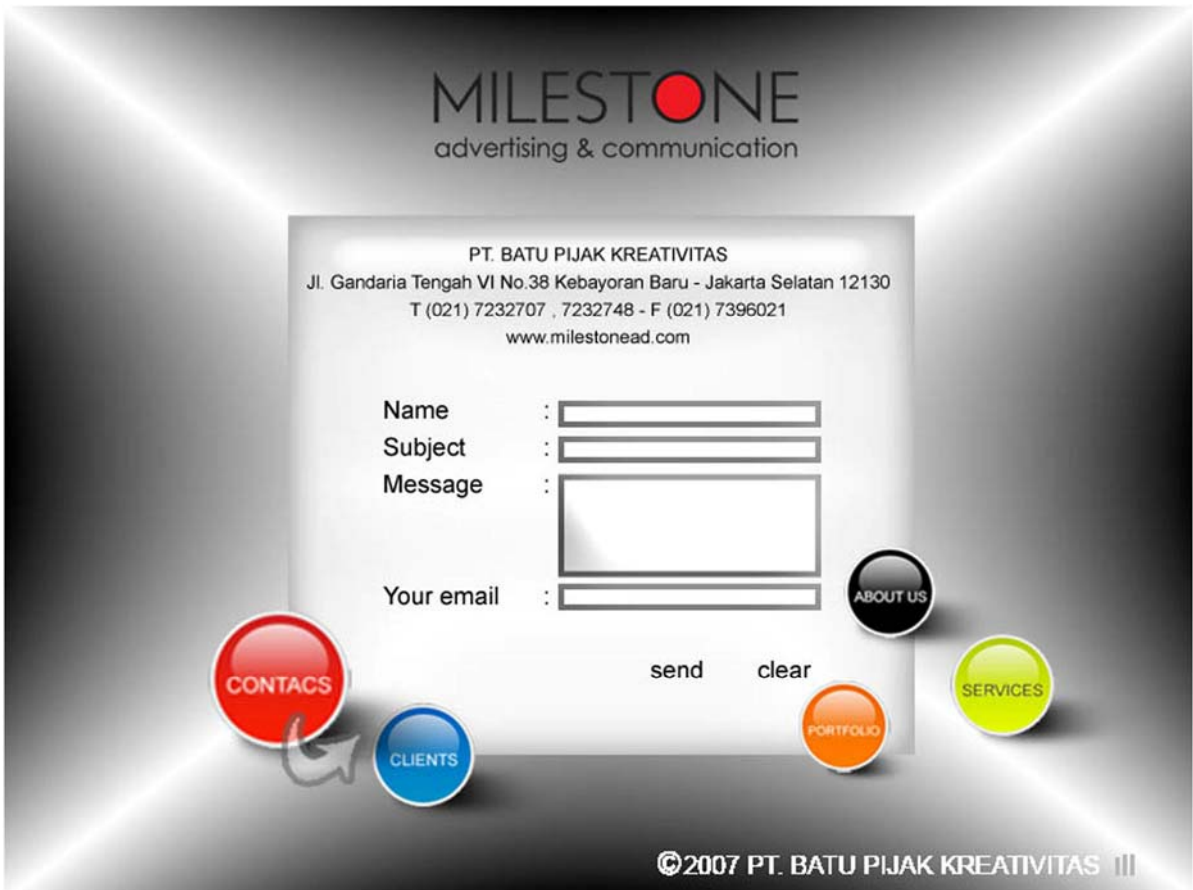 MILESTONE
advertising & communication
PT. BATU PIJAK KREATIVITAS
Jl. Gandaria Tengah VI No.38 Kebayoran Baru - Jakarta Selatan 12130
T (021) 7232707 , 7232748 - F (021) 7396021
www.milestonead.com
Name :
Subject :
Message :
Your email :
send clear
ABOUT US
CONTACS
SERVICES
PORTFOLIO
CLIENTS
©2007 PT. BATU PIJAK KREATIVITAS